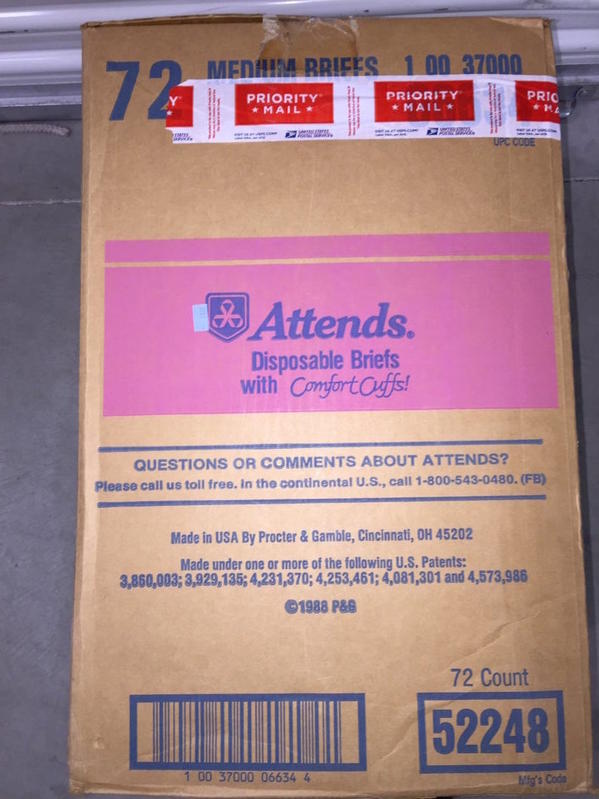 72 MEDIUM BRIEFS 1 00 37000
PRIORITY PRIORITY
★ MAIL ★ ★ MAIL ★
UNITED STATES
POSTAL SERVICE
UPC CODE
Attends®
Disposable Briefs
with Comfort Cuffs!
QUESTIONS OR COMMENTS ABOUT ATTENDS?
Please call us toll free. In the continental U.S., call 1-800-543-0480. (FB)
Made in USA By Procter & Gamble, Cincinnati, OH 45202
Made under one or more of the following U.S. Patents:
3,860,003; 3,929,135; 4,231,370; 4,253,461; 4,081,301 and 4,573,986
©1988 P&G
72 Count
52248
1 00 37000 06634 4
Mfg's Code